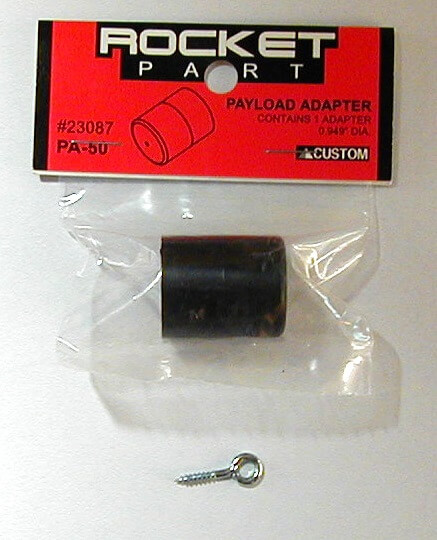 ROCKET
PART
PAYLOAD ADAPTER
CONTAINS 1 ADAPTER
0.949" DIA.
#23087
PA-50
CUSTOM
M